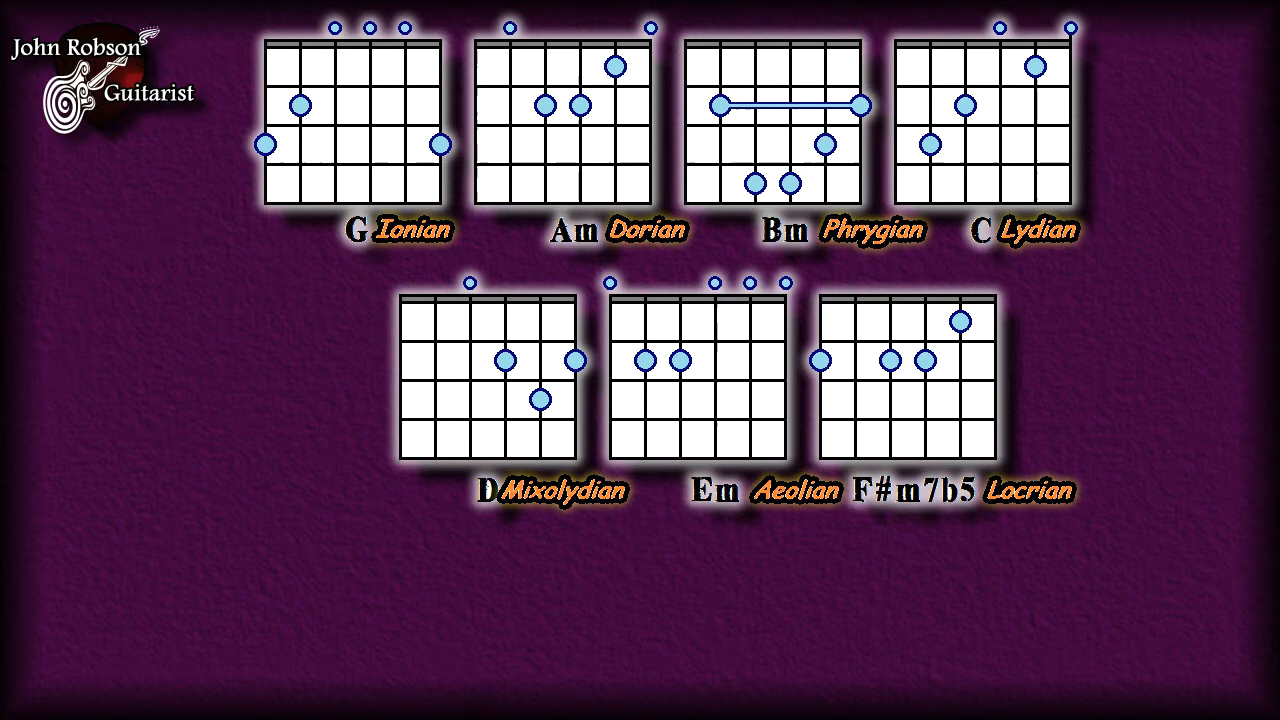 John Robson
Guitarist
G Ionian Am Dorian Bm Phrygian C Lydian
D Mixolydian Em Aeolian F#m7b5 Locrian